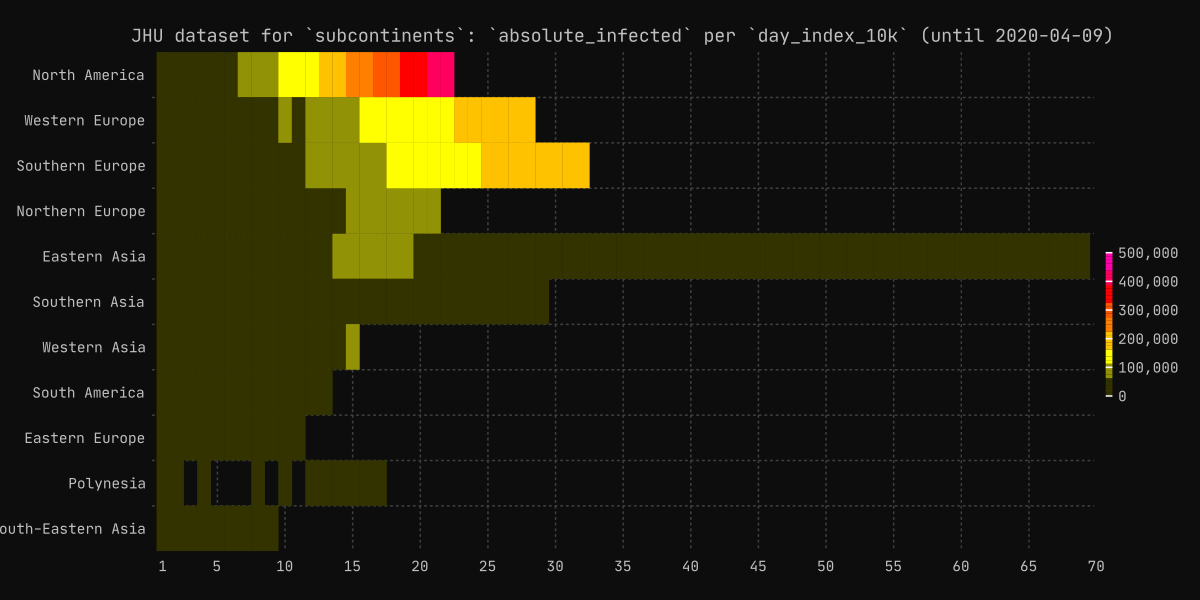 JHU dataset for `subcontinents`: `absolute_infected` per `day_index_10k` (until 2020-04-09)
North America
Western Europe
Southern Europe
Northern Europe
Eastern Asia
Southern Asia
Western Asia
South America
Eastern Europe
Polynesia
outh-Eastern Asia
500,000
400,000
300,000
200,000
100,000
0
1 5 10 15 20 25 30 35 40 45 50 55 60 65 70